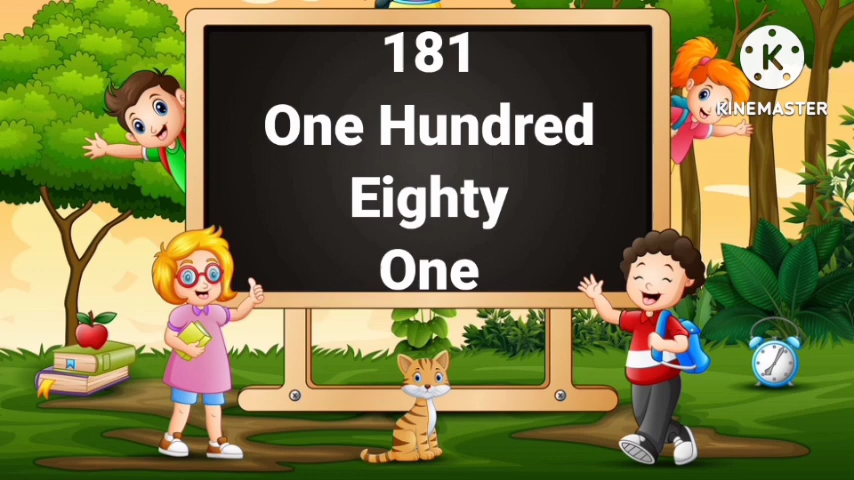 181
One Hundred
Eighty
One
K
KINEMASTER